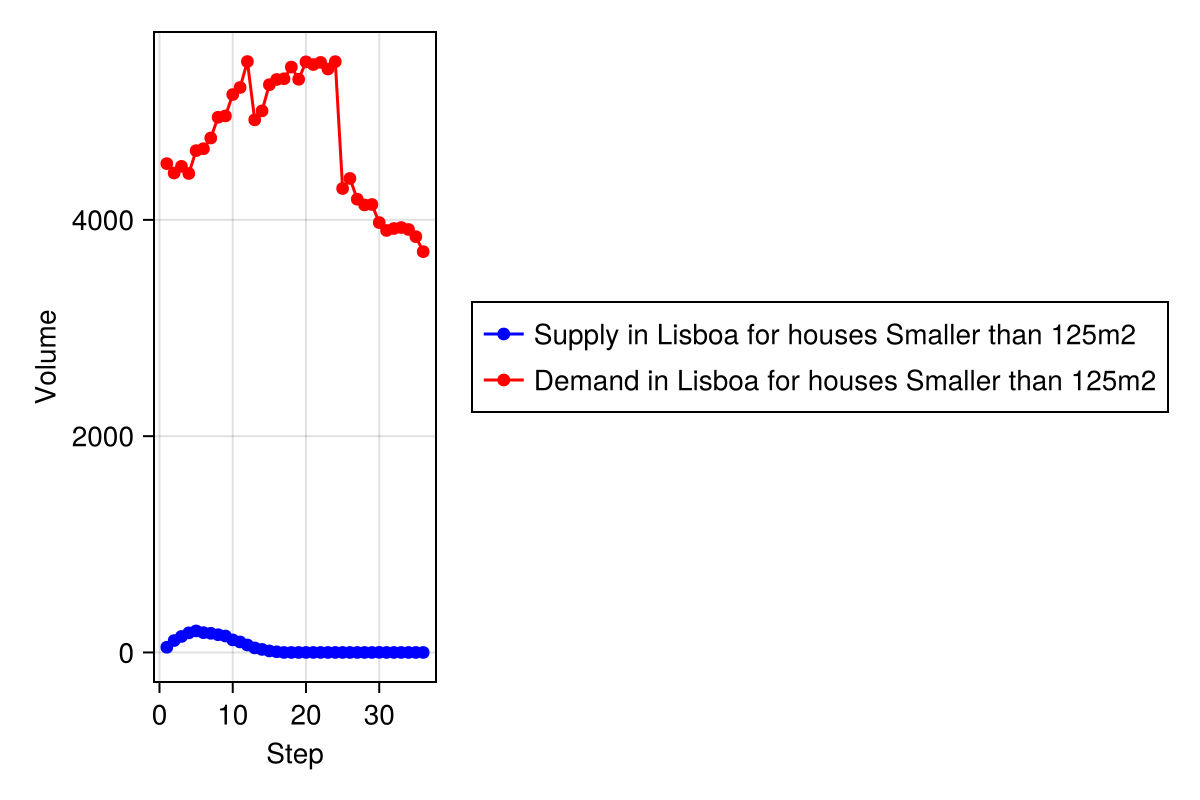 Volume
4000
2000
0
0 10 20 30
Step
Supply in Lisboa for houses Smaller than 125m2
Demand in Lisboa for houses Smaller than 125m2